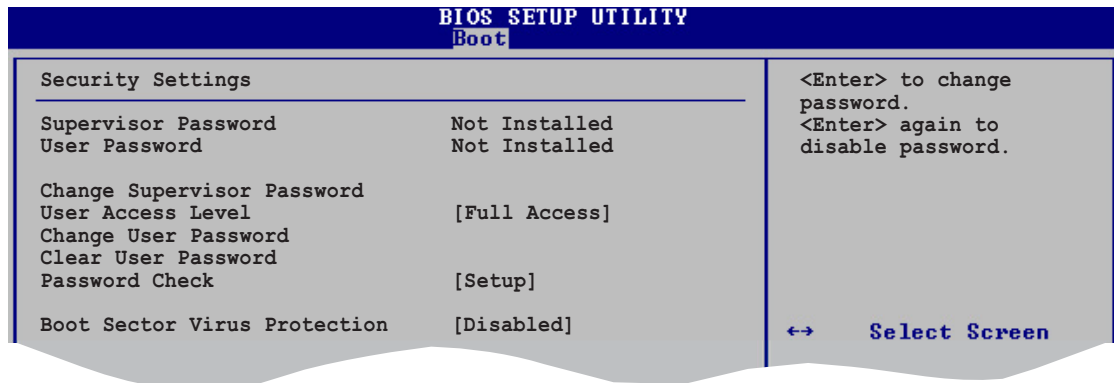 BIOS SETUP UTILITY
Boot
Security Settings
Supervisor Password Not Installed
User Password Not Installed
Change Supervisor Password
User Access Level [Full Access]
Change User Password
Clear User Password
Password Check [Setup]
Boot Sector Virus Protection [Disabled]
<Enter> to change
password.
<Enter> again to
disable password.
↔ Select Screen